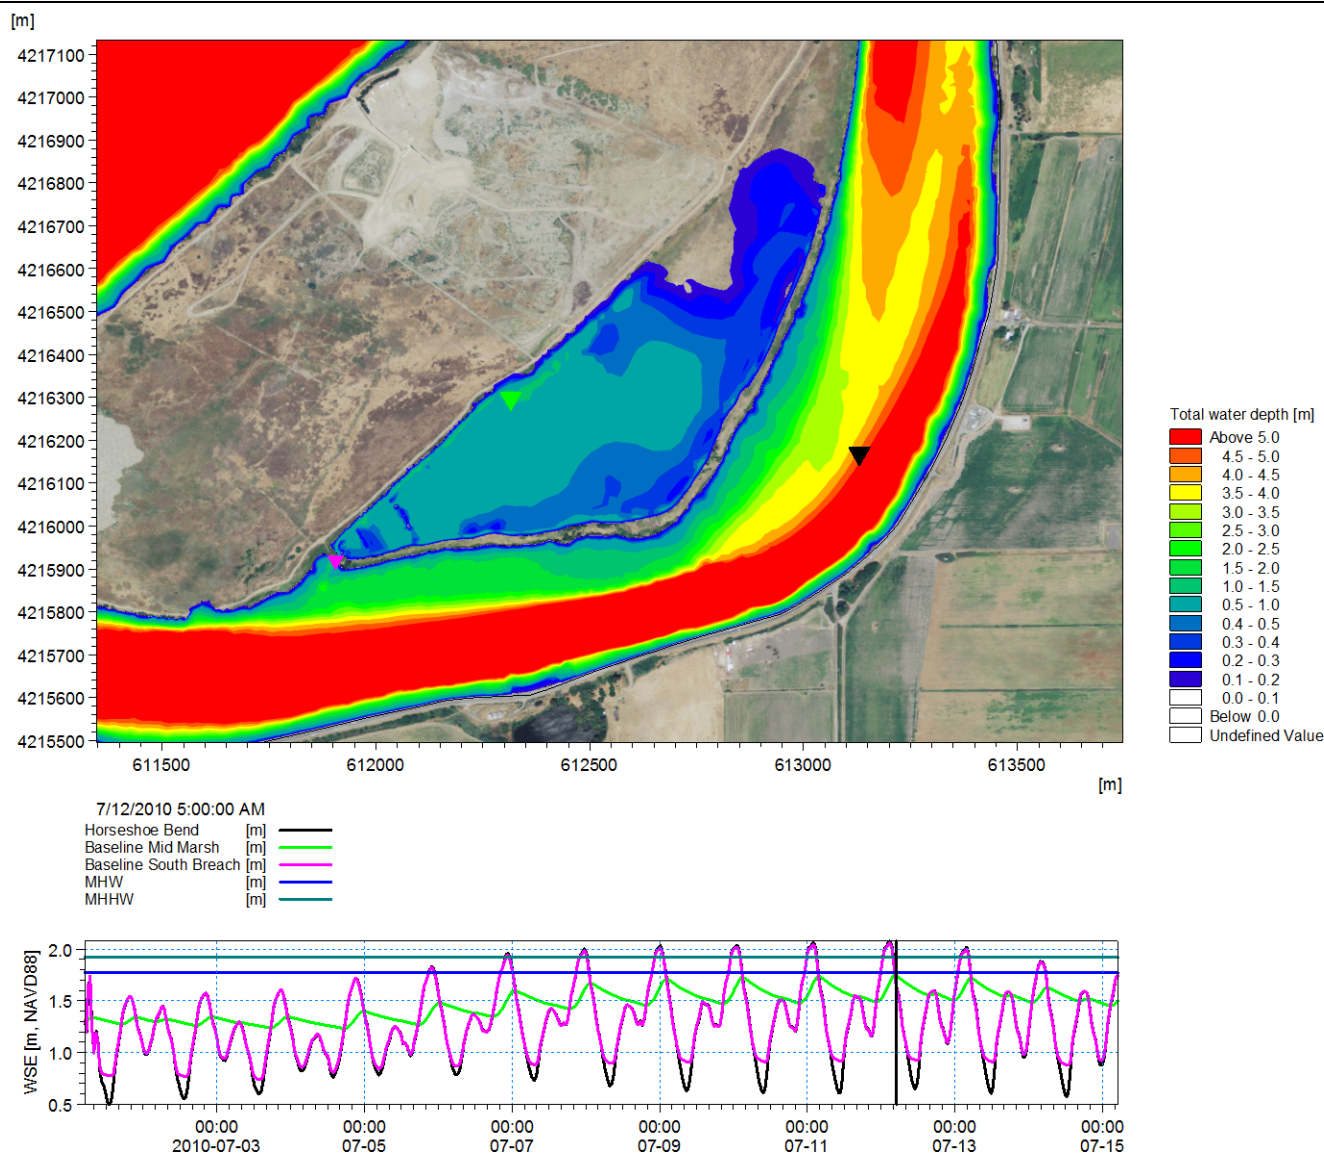 [m]
4217100
4217000
4216900
4216800
4216700
4216600
4216500
4216400
4216300
4216200
4216100
4216000
4215900
4215800
4215700
4215600
4215500
611500 612000 612500 613000 613500
[m]
Total water depth [m]
Above 5.0
4.5 - 5.0
4.0 - 4.5
3.5 - 4.0
3.0 - 3.5
2.5 - 3.0
2.0 - 2.5
1.5 - 2.0
1.0 - 1.5
0.5 - 1.0
0.4 - 0.5
0.3 - 0.4
0.2 - 0.3
0.1 - 0.2
0.0 - 0.1
Below 0.0
Undefined Value
7/12/2010 5:00:00 AM
Horseshoe Bend [m]
Baseline Mid Marsh [m]
Baseline South Breach [m]
MHW [m]
MHHW [m]
WSE [m, NAVD88]
2.0
1.5
1.0
0.5
00:00 00:00 00:00 00:00 00:00 00:00 00:00
2010-07-03 07-05 07-07 07-09 07-11 07-13 07-15